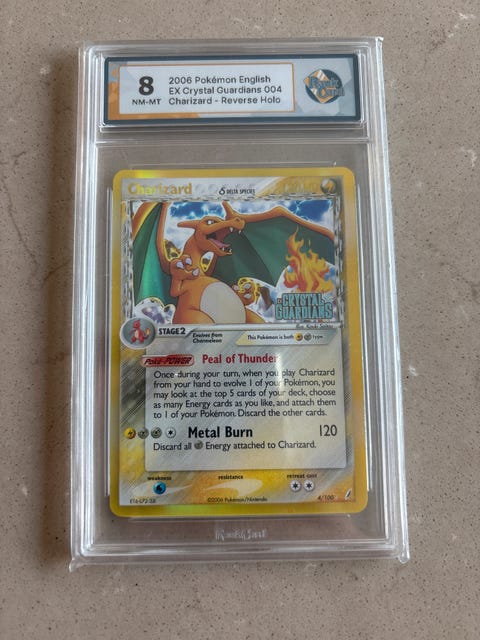 8
NM-MT
2006 Pokémon English
EX Crystal Guardians 004
Charizard - Reverse Holo
Charizard
δ DELTA SPECIES
CRYSTAL
GUARDIANS
STAGE 2
Evolves from
Charmeleon
This Pokémon is both type.
Poké-POWER Peal of Thunder
Once during your turn, when you play Charizard
from your hand to evolve 1 of your Pokémon, you
may look at the top 5 cards of your deck, choose
as many Energy cards as you like, and attach them
to 1 of your Pokémon. Discard the other cards.
Metal Burn 120
Discard all Energy attached to Charizard.
weakness resistance retreat cost
©2006 Pokémon/Nintendo 4/100